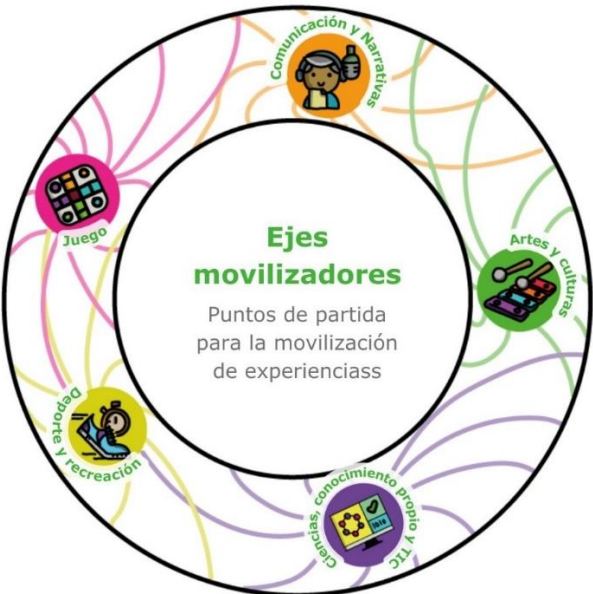 Comunicación y Narrativas
Juego
Artes y culturas
Ejes
movilizadores
Puntos de partida
para la movilización
de experienciass
Deporte y recreación
Ciencias, conocimiento propio y TIC
1010